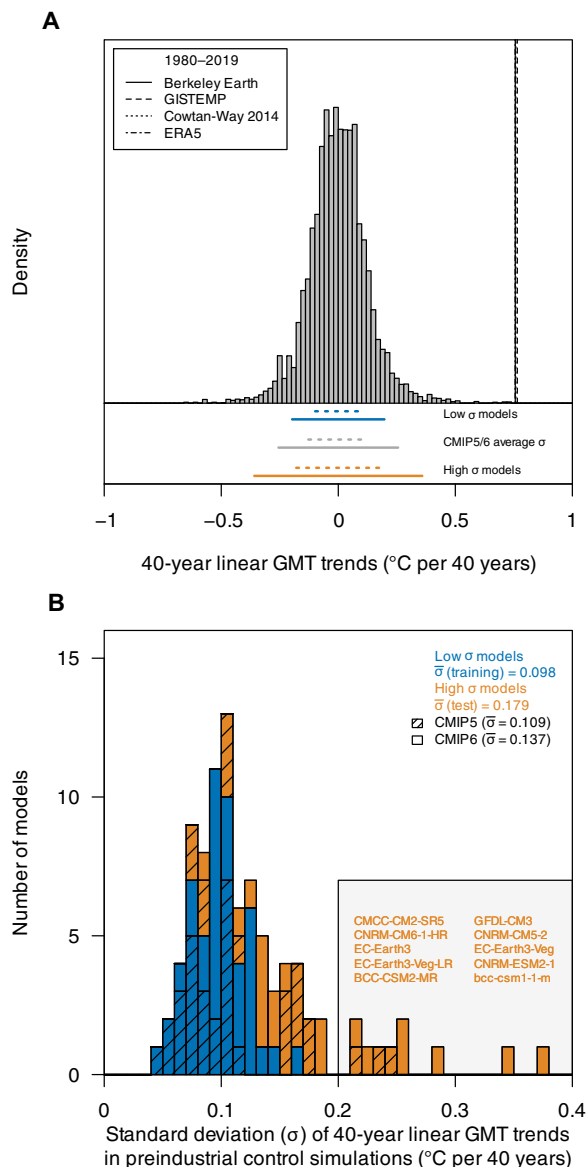 A
1980–2019
Berkeley Earth
GISTEMP
Cowtan-Way 2014
ERA5
Density
Low σ models
CMIP5/6 average σ
High σ models
−1
−0.5
0
0.5
1
40-year linear GMT trends (°C per 40 years)
B
15
10
5
0
Number of models
Low σ models
σ̅ (training) = 0.098
High σ models
σ̅ (test) = 0.179
CMIP5 (σ̅ = 0.109)
CMIP6 (σ̅ = 0.137)
CMCC-CM2-SR5
CNRM-CM6-1-HR
EC-Earth3
EC-Earth3-Veg-LR
BCC-CSM2-MR
GFDL-CM3
CNRM-CM5-2
EC-Earth3-Veg
CNRM-ESM2-1
bcc-csm1-1-m
0
0.1
0.2
0.3
0.4
Standard deviation (σ) of 40-year linear GMT trends
in preindustrial control simulations (°C per 40 years)